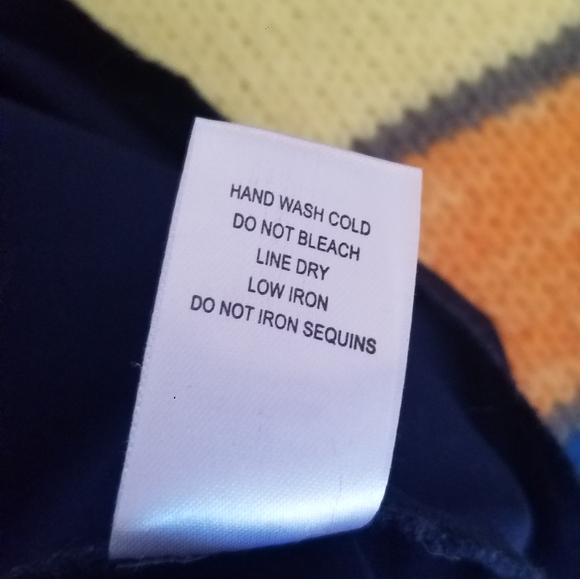 HAND WASH COLD
DO NOT BLEACH
LINE DRY
LOW IRON
DO NOT IRON SEQUINS